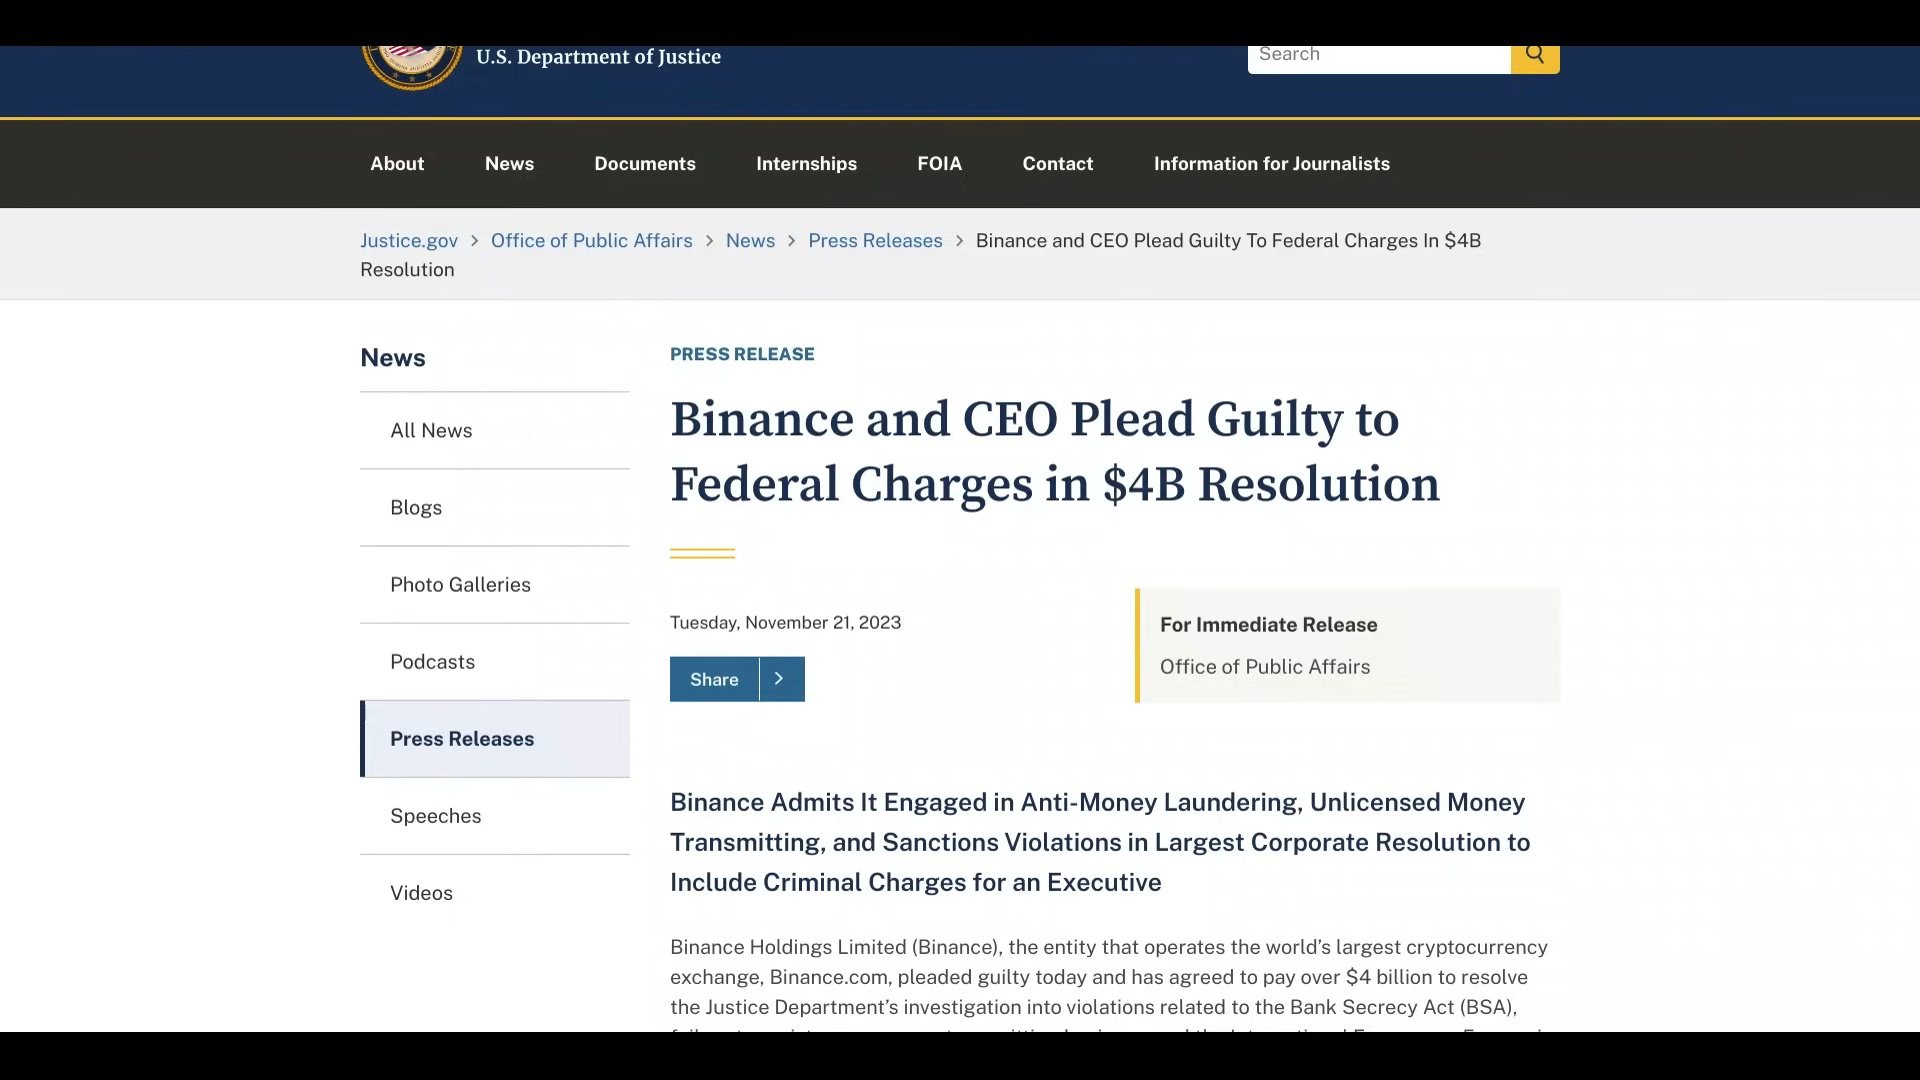 U.S. Department of Justice
Search
About News Documents Internships FOIA Contact Information for Journalists
Justice.gov > Office of Public Affairs > News > Press Releases > Binance and CEO Plead Guilty To Federal Charges In $4B
Resolution
News
All News
Blogs
Photo Galleries
Podcasts
Press Releases
Speeches
Videos
PRESS RELEASE
Binance and CEO Plead Guilty to
Federal Charges in $4B Resolution
Tuesday, November 21, 2023
Share >
For Immediate Release
Office of Public Affairs
Binance Admits It Engaged in Anti-Money Laundering, Unlicensed Money
Transmitting, and Sanctions Violations in Largest Corporate Resolution to
Include Criminal Charges for an Executive
Binance Holdings Limited (Binance), the entity that operates the world’s largest cryptocurrency
exchange, Binance.com, pleaded guilty today and has agreed to pay over $4 billion to resolve
the Justice Department’s investigation into violations related to the Bank Secrecy Act (BSA),